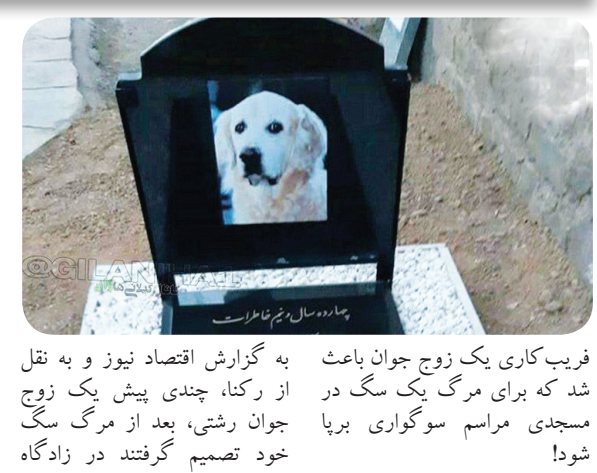 @GILAN
چهارده سال و نیم خاطرات
فریب‌کاری یک زوج جوان باعث
شد که برای مرگ یک سگ در
مسجدی مراسم سوگواری برپا
شود!
به گزارش اقتصاد نیوز و به نقل
از رکنا، چندی پیش یک زوج
جوان رشتی، بعد از مرگ سگ
خود تصمیم گرفتند در زادگاه